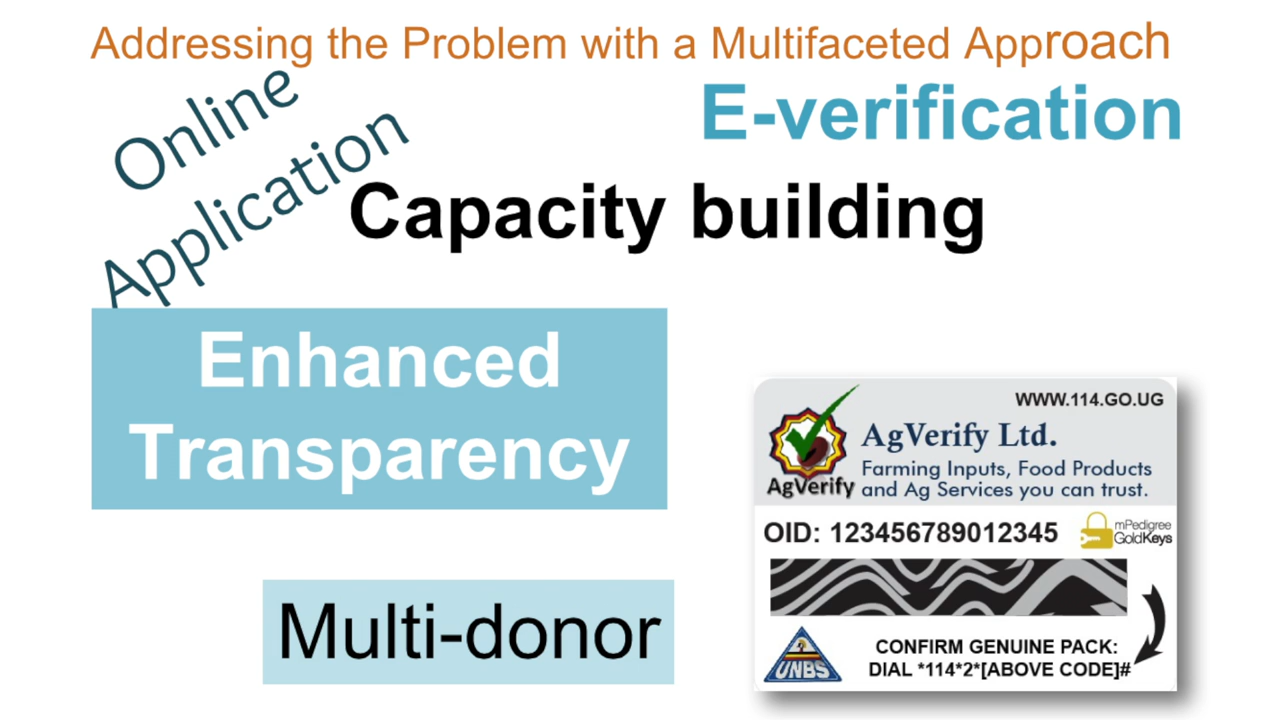 Addressing the Problem with a Multifaceted Approach
Online
Application
E-verification
Capacity building
Enhanced
Transparency
Multi-donor
WWW.114.GO.UG
AgVerify Ltd.
Farming Inputs, Food Products
and Ag Services you can trust.
AgVerify
OID: 123456789012345
mPedigree
GoldKeys
UNBS
CONFIRM GENUINE PACK:
DIAL *114*2*[ABOVE CODE]#